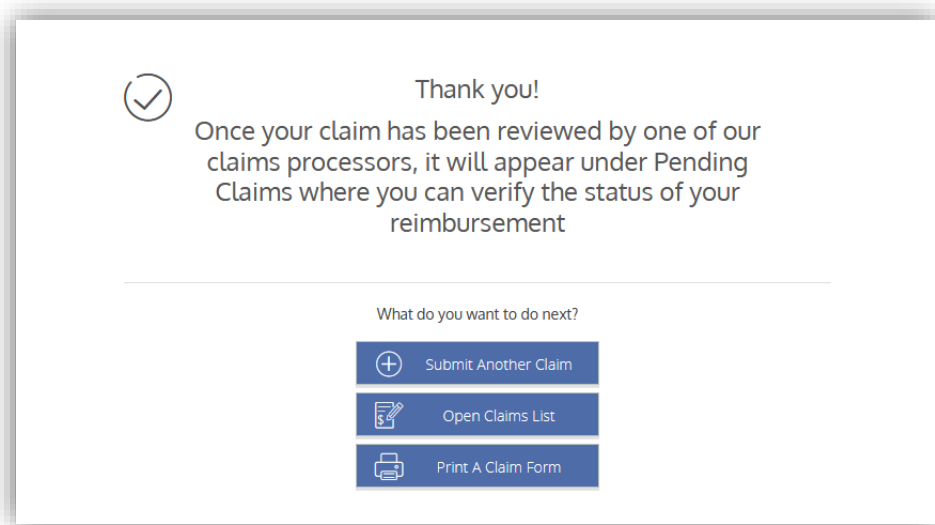 Thank you!
Once your claim has been reviewed by one of our
claims processors, it will appear under Pending
Claims where you can verify the status of your
reimbursement
What do you want to do next?
Submit Another Claim
Open Claims List
Print A Claim Form